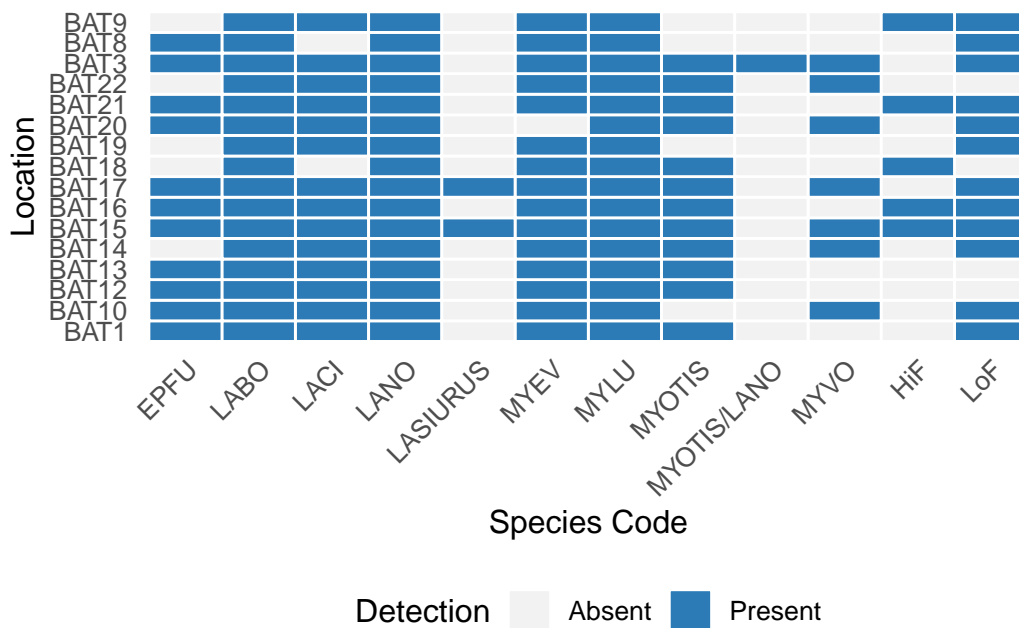 Location
BAT9
BAT8
BAT3
BAT22
BAT21
BAT20
BAT19
BAT18
BAT17
BAT16
BAT15
BAT14
BAT13
BAT12
BAT10
BAT1
EPFU
LABO
LACI
LANO
LASIURUS
MYEV
MYLU
MYOTIS
MYOTIS/LANO
MYVO
HiF
LoF
Species Code
Detection Absent Present